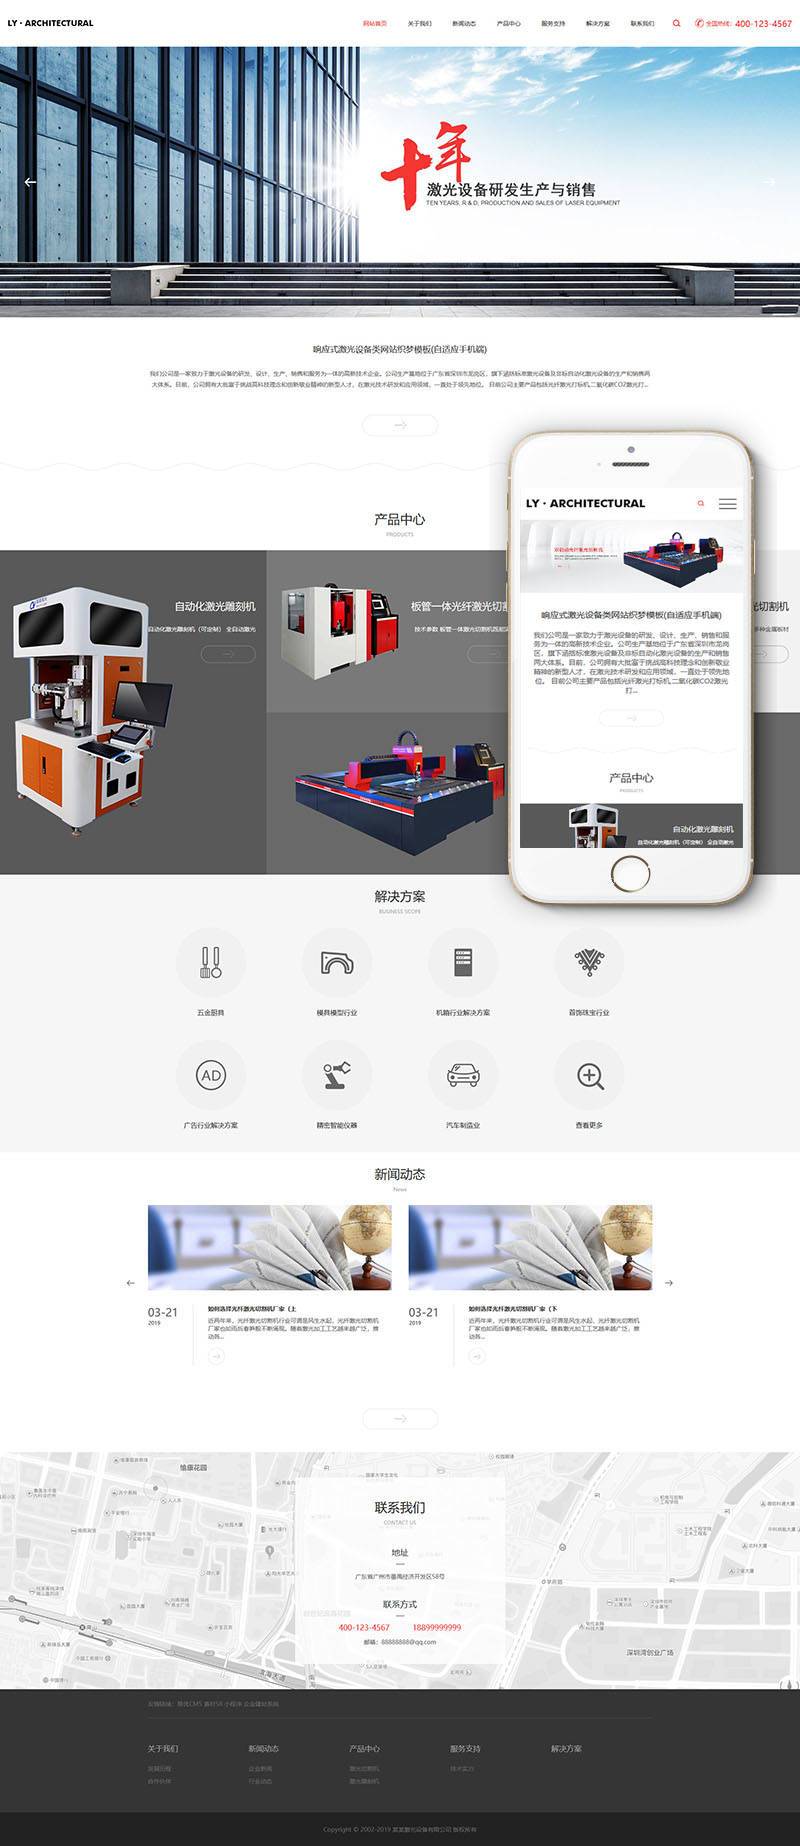 LY · ARCHITECTURAL
网站首页 关于我们 新闻动态 产品中心 服务支持 解决方案 联系我们 全国热线: 400-123-4567
十年
激光设备研发生产与销售
TEN YEARS, R & D, PRODUCTION AND SALES OF LASER EQUIPMENT
响应式激光设备类网站织梦模板(自适应手机端)
我们公司是一家致力于激光设备的研发、设计、生产、销售和服务为一体的高新技术企业。公司生产基地位于广东省深圳市龙岗区，旗下涵括标准激光设备及非标自动化激光设备的生产和销售两
大体系。目前，公司拥有大批富于挑战高科技理念和创新敬业精神的新型人才，在激光技术研发和应用领域，一直处于领先地位。 目前公司主要产品包括光纤激光打标机,二氧化碳CO2激光打...
产品中心
PRODUCTS
自动化激光雕刻机
自动化激光雕刻机（可定制） 全自动激光
板管一体光纤激光切割
技术参数 板管一体激光切割机既能
光切割机
多种金属板材
LY · ARCHITECTURAL
双驱动光纤激光切割机
响应式激光设备类网站织梦模板(自适应手机端)
我们公司是一家致力于激光设备的研发、设计、生产、销售和服
务为一体的高新技术企业。公司生产基地位于广东省深圳市龙岗
区，旗下涵括标准激光设备及非标自动化激光设备的生产和销售
两大体系。目前，公司拥有大批富于挑战高科技理念和创新敬业
精神的新型人才，在激光技术研发和应用领域，一直处于领先地
位。 目前公司主要产品包括光纤激光打标机,二氧化碳CO2激光
打...
产品中心
PRODUCTS
自动化激光雕刻机
自动化激光雕刻机（可定制） 全自动激光
解决方案
BUSINESS SCOPE
五金厨具 模具模型行业 机箱行业解决方案 首饰珠宝行业
AD
广告行业解决方案 精密智能仪器 汽车制造业 查看更多
新闻动态
News
03-21
2019
如何选择光纤激光切割机厂家（上
近两年来，光纤激光切割机行业可谓是风生水起，光纤激光切割机
厂家也如雨后春笋般不断涌现。随着激光加工工艺越来越广泛，推
动各...
03-21
2019
如何选择光纤激光切割机厂家（下
近两年来，光纤激光切割机行业可谓是风生水起，光纤激光切割机
厂家也如雨后春笋般不断涌现。随着激光加工工艺越来越广泛，推
动各...
怡康花园
联系我们
CONTACT US
地址
广东省广州市番禺经济开发区58号
联系方式
400-123-4567 18899999999
邮箱：88888888@qq.com
滨海大道
深圳湾创业广场
友情链接：易优CMS 素材58 小程序 企业建站系统
关于我们 新闻动态 产品中心 服务支持 解决方案
发展历程 企业新闻 激光切割机 技术实力
合作伙伴 行业动态 激光雕刻机
Copyright © 2002-2019 某某激光设备有限公司 版权所有